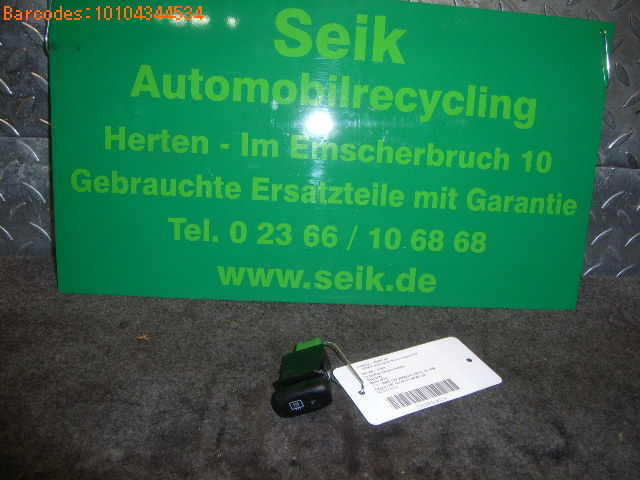 Barcodes:10104344534
Seik
Automobilrecycling
Herten - Im Emscherbruch 10
Gebrauchte Ersatzteile mit Garantie
Tel. 0 23 66 / 10 68 68
www.seik.de